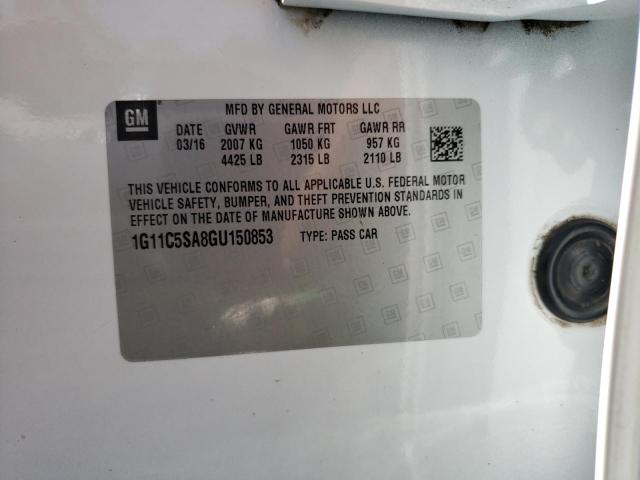 GM
MFD BY GENERAL MOTORS LLC
DATE GVWR GAWR FRT GAWR RR
03/16 2007 KG 1050 KG 957 KG
4425 LB 2315 LB 2110 LB
THIS VEHICLE CONFORMS TO ALL APPLICABLE U.S. FEDERAL MOTOR
VEHICLE SAFETY, BUMPER, AND THEFT PREVENTION STANDARDS IN
EFFECT ON THE DATE OF MANUFACTURE SHOWN ABOVE.
1G11C5SA8GU150853 TYPE: PASS CAR